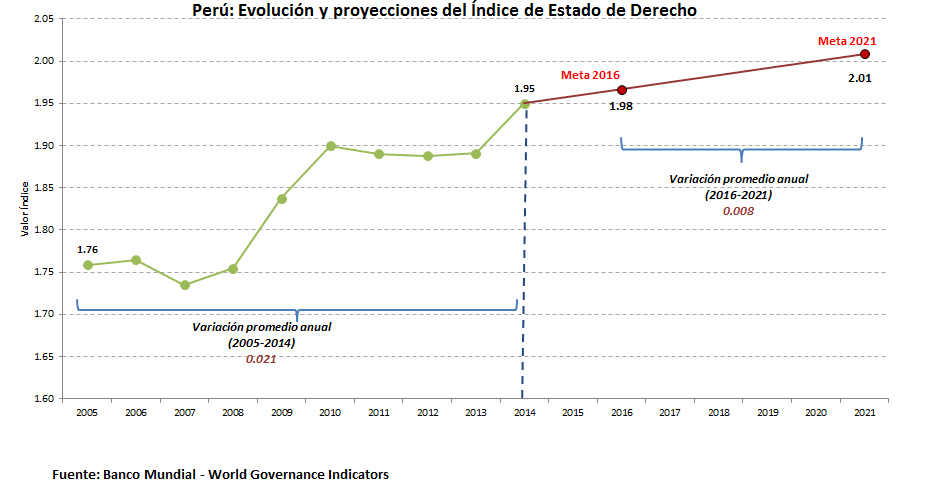 Perú: Evolución y proyecciones del Índice de Estado de Derecho
2.05
2.00
1.95
1.90
1.85
1.80
1.75
1.70
1.65
1.60
Valor Índice
1.76
1.95
Meta 2016
1.98
Meta 2021
2.01
Variación promedio anual
(2016-2021)
0.008
Variación promedio anual
(2005-2014)
0.021
2005 2006 2007 2008 2009 2010 2011 2012 2013 2014 2015 2016 2017 2018 2019 2020 2021
Fuente: Banco Mundial - World Governance Indicators